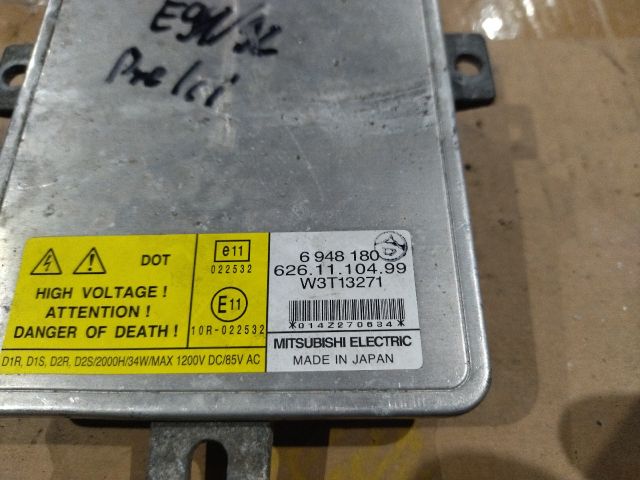 E91/92
Pre lci
DOT
HIGH VOLTAGE !
ATTENTION !
DANGER OF DEATH !
D1R, D1S, D2R, D2S/2000H/34W/MAX 1200V DC/85V AC
e11
022532
E11
10R-022532
6 948 180
626.11.104.99
W3T13271
*014Z270634*
MITSUBISHI ELECTRIC
MADE IN JAPAN